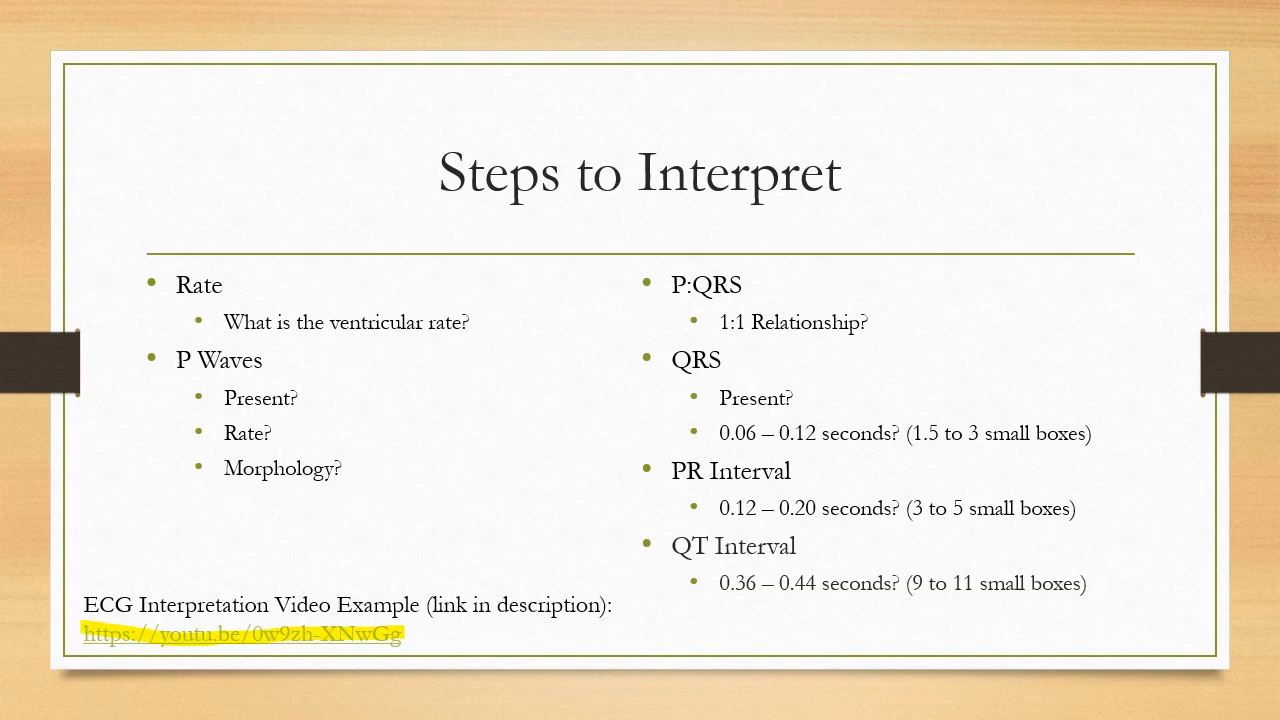 Steps to Interpret
• Rate
• What is the ventricular rate?
• P Waves
• Present?
• Rate?
• Morphology?
• P:QRS
• 1:1 Relationship?
• QRS
• Present?
• 0.06 – 0.12 seconds? (1.5 to 3 small boxes)
• PR Interval
• 0.12 – 0.20 seconds? (3 to 5 small boxes)
• QT Interval
• 0.36 – 0.44 seconds? (9 to 11 small boxes)
ECG Interpretation Video Example (link in description):
https://youtu.be/0w9zh-XNwGg